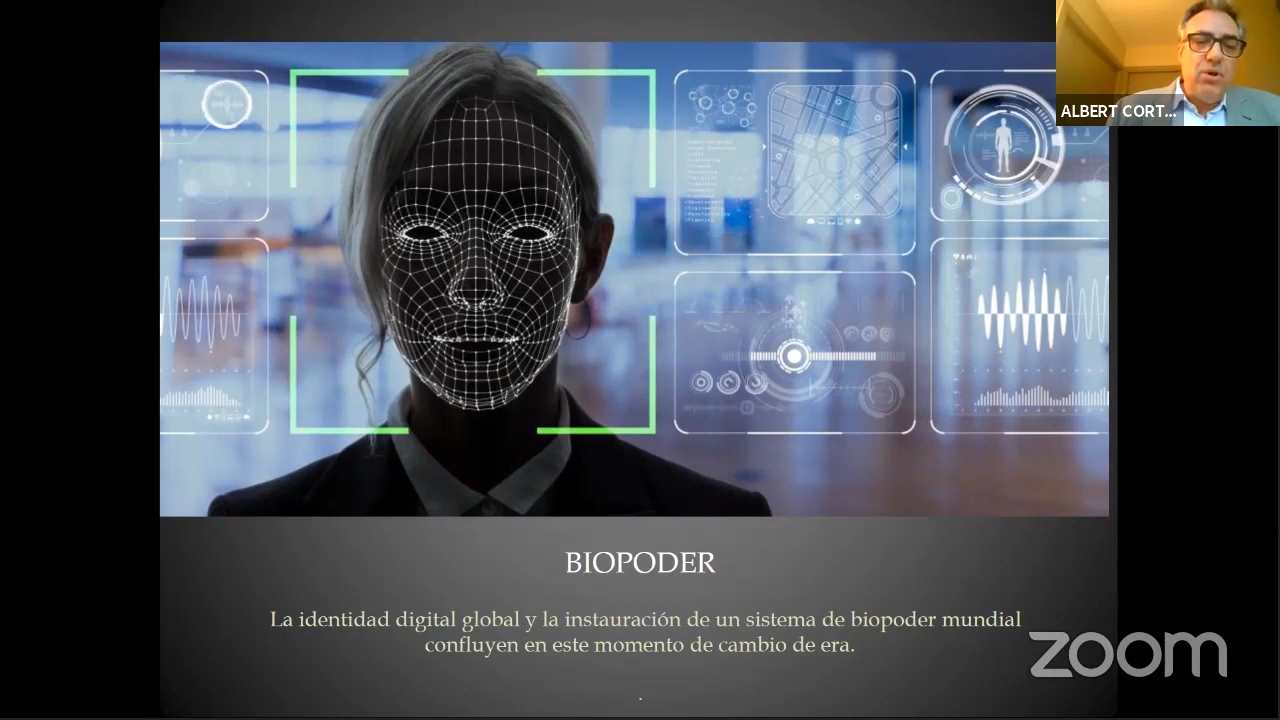 ALBERT CORT...
BIOPODER
La identidad digital global y la instauración de un sistema de biopoder mundial
confluyen en este momento de cambio de era.
.
zoom